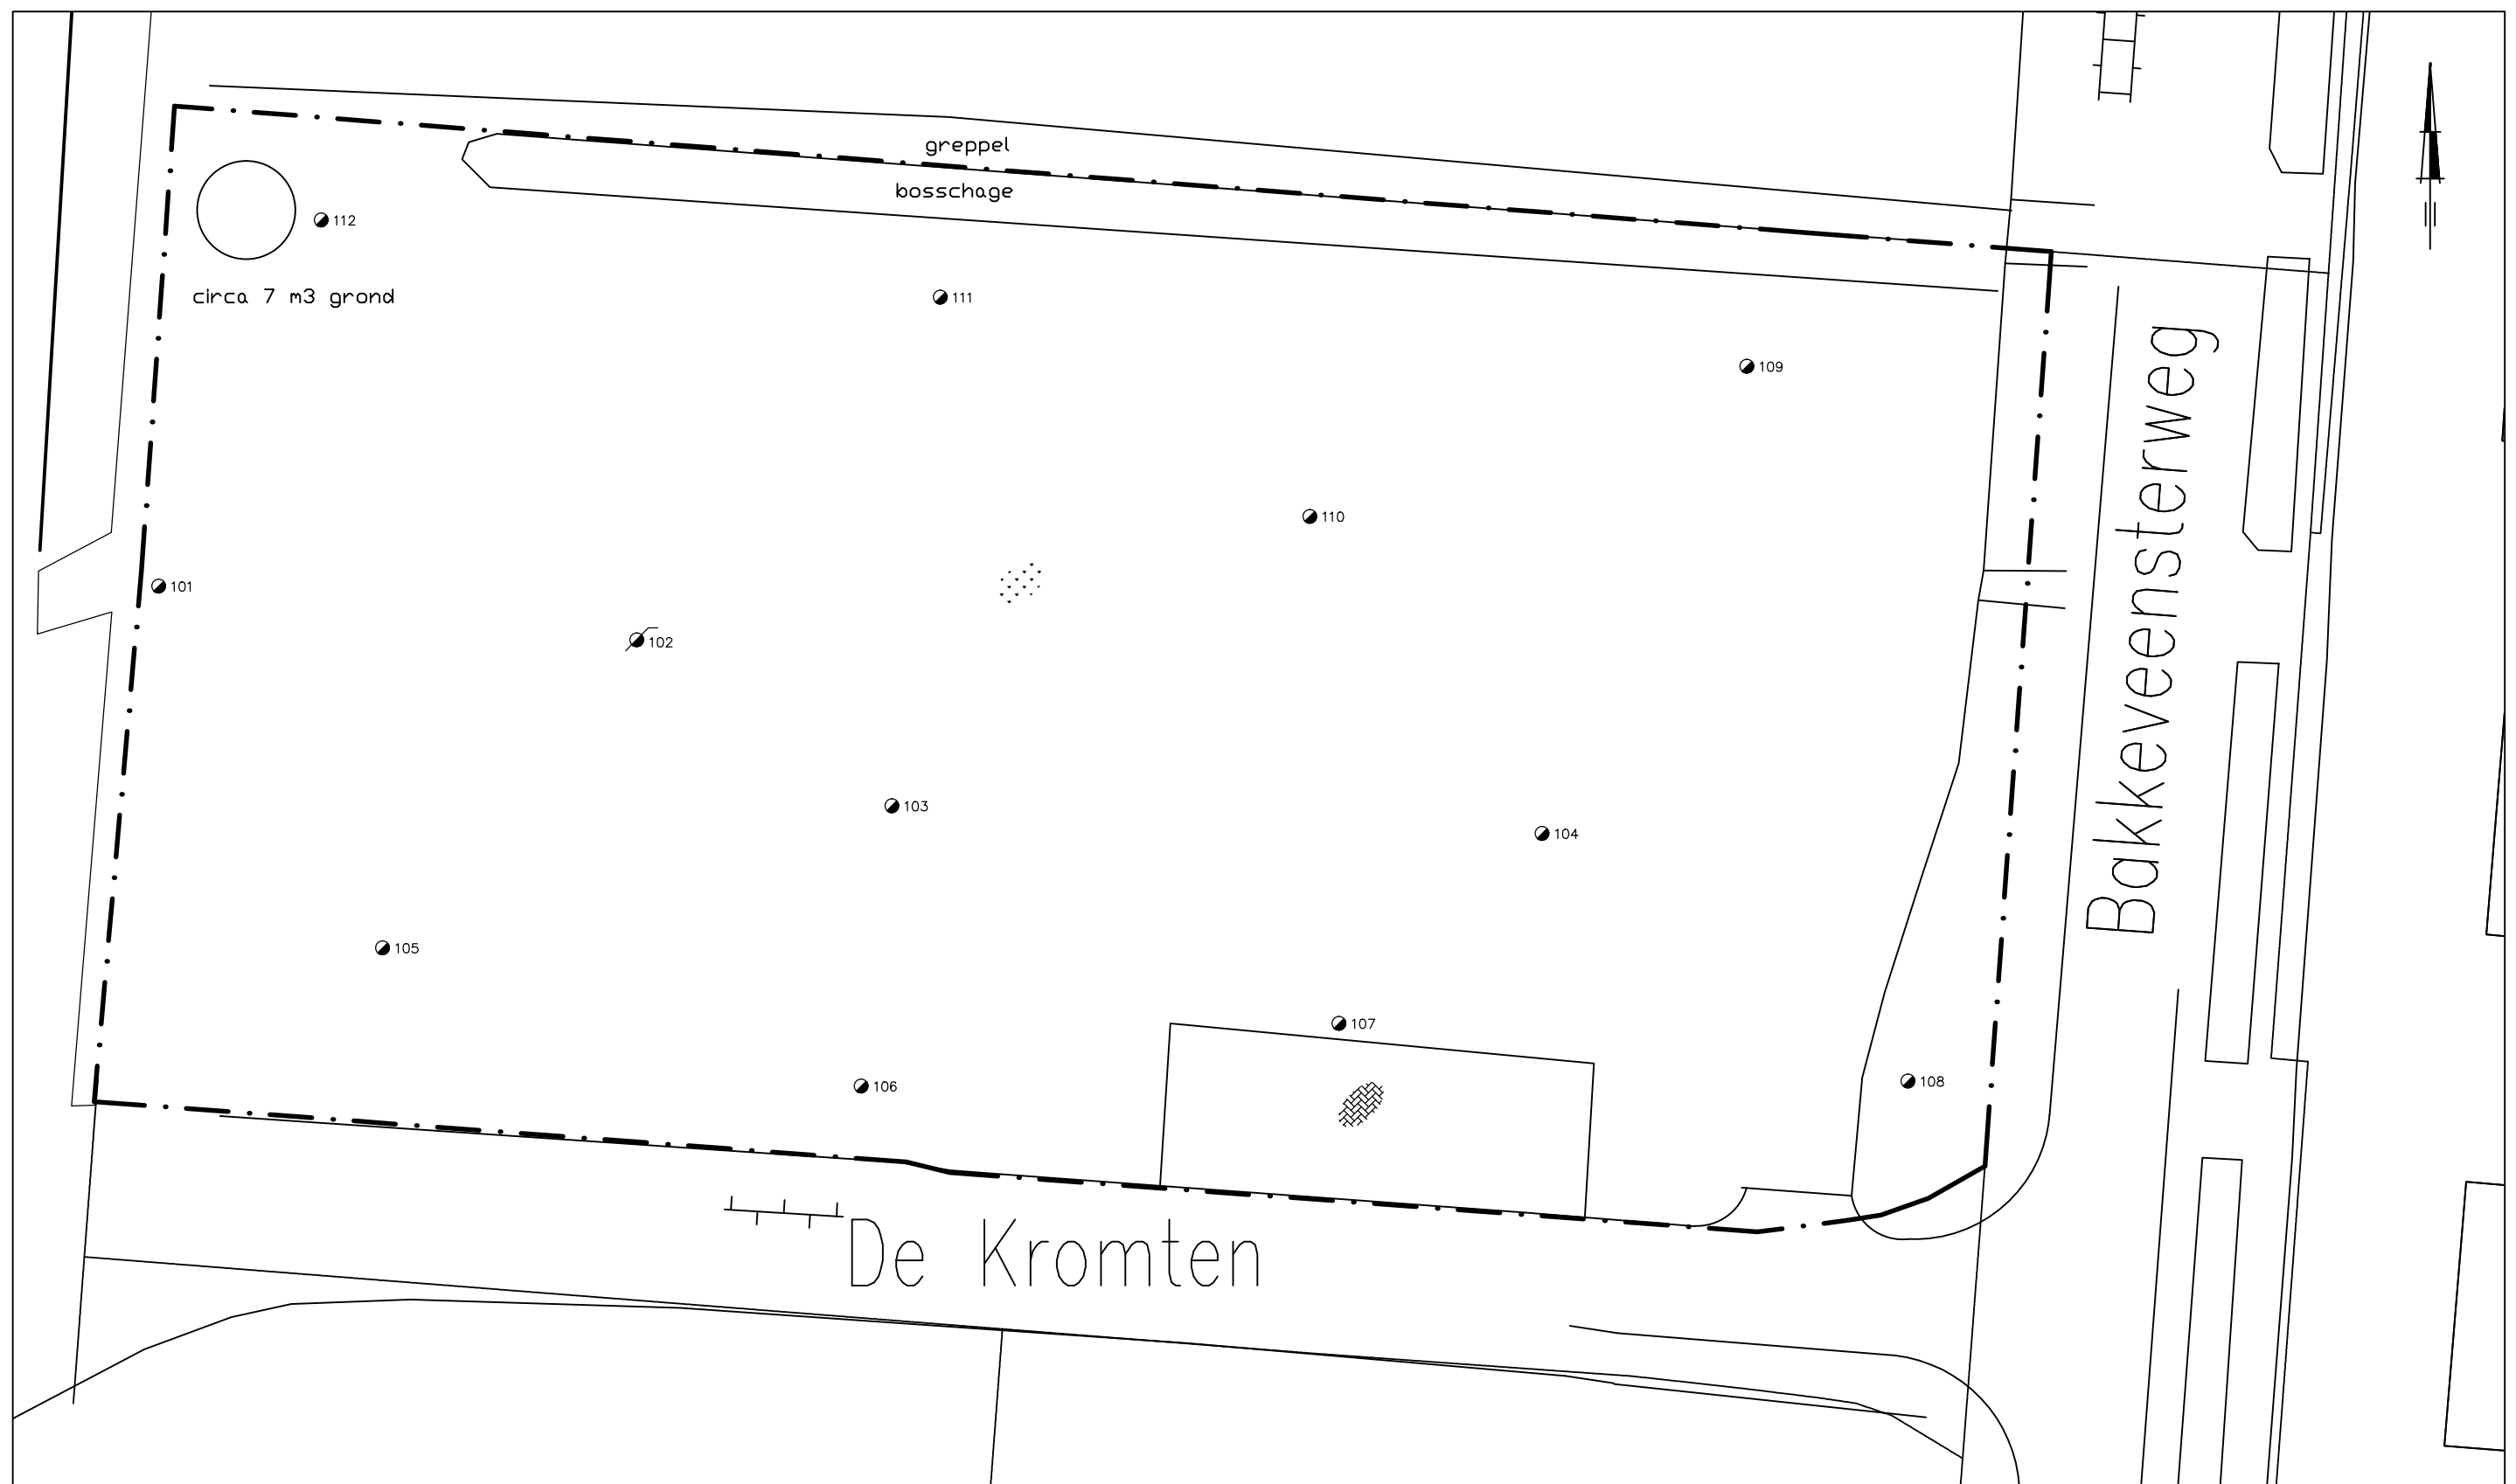 greppel
bosschage
112
circa 7 m3 grond
111
109
110
101
102
103
104
105
107
106
108
Bakkeveensterweg
De Kromten